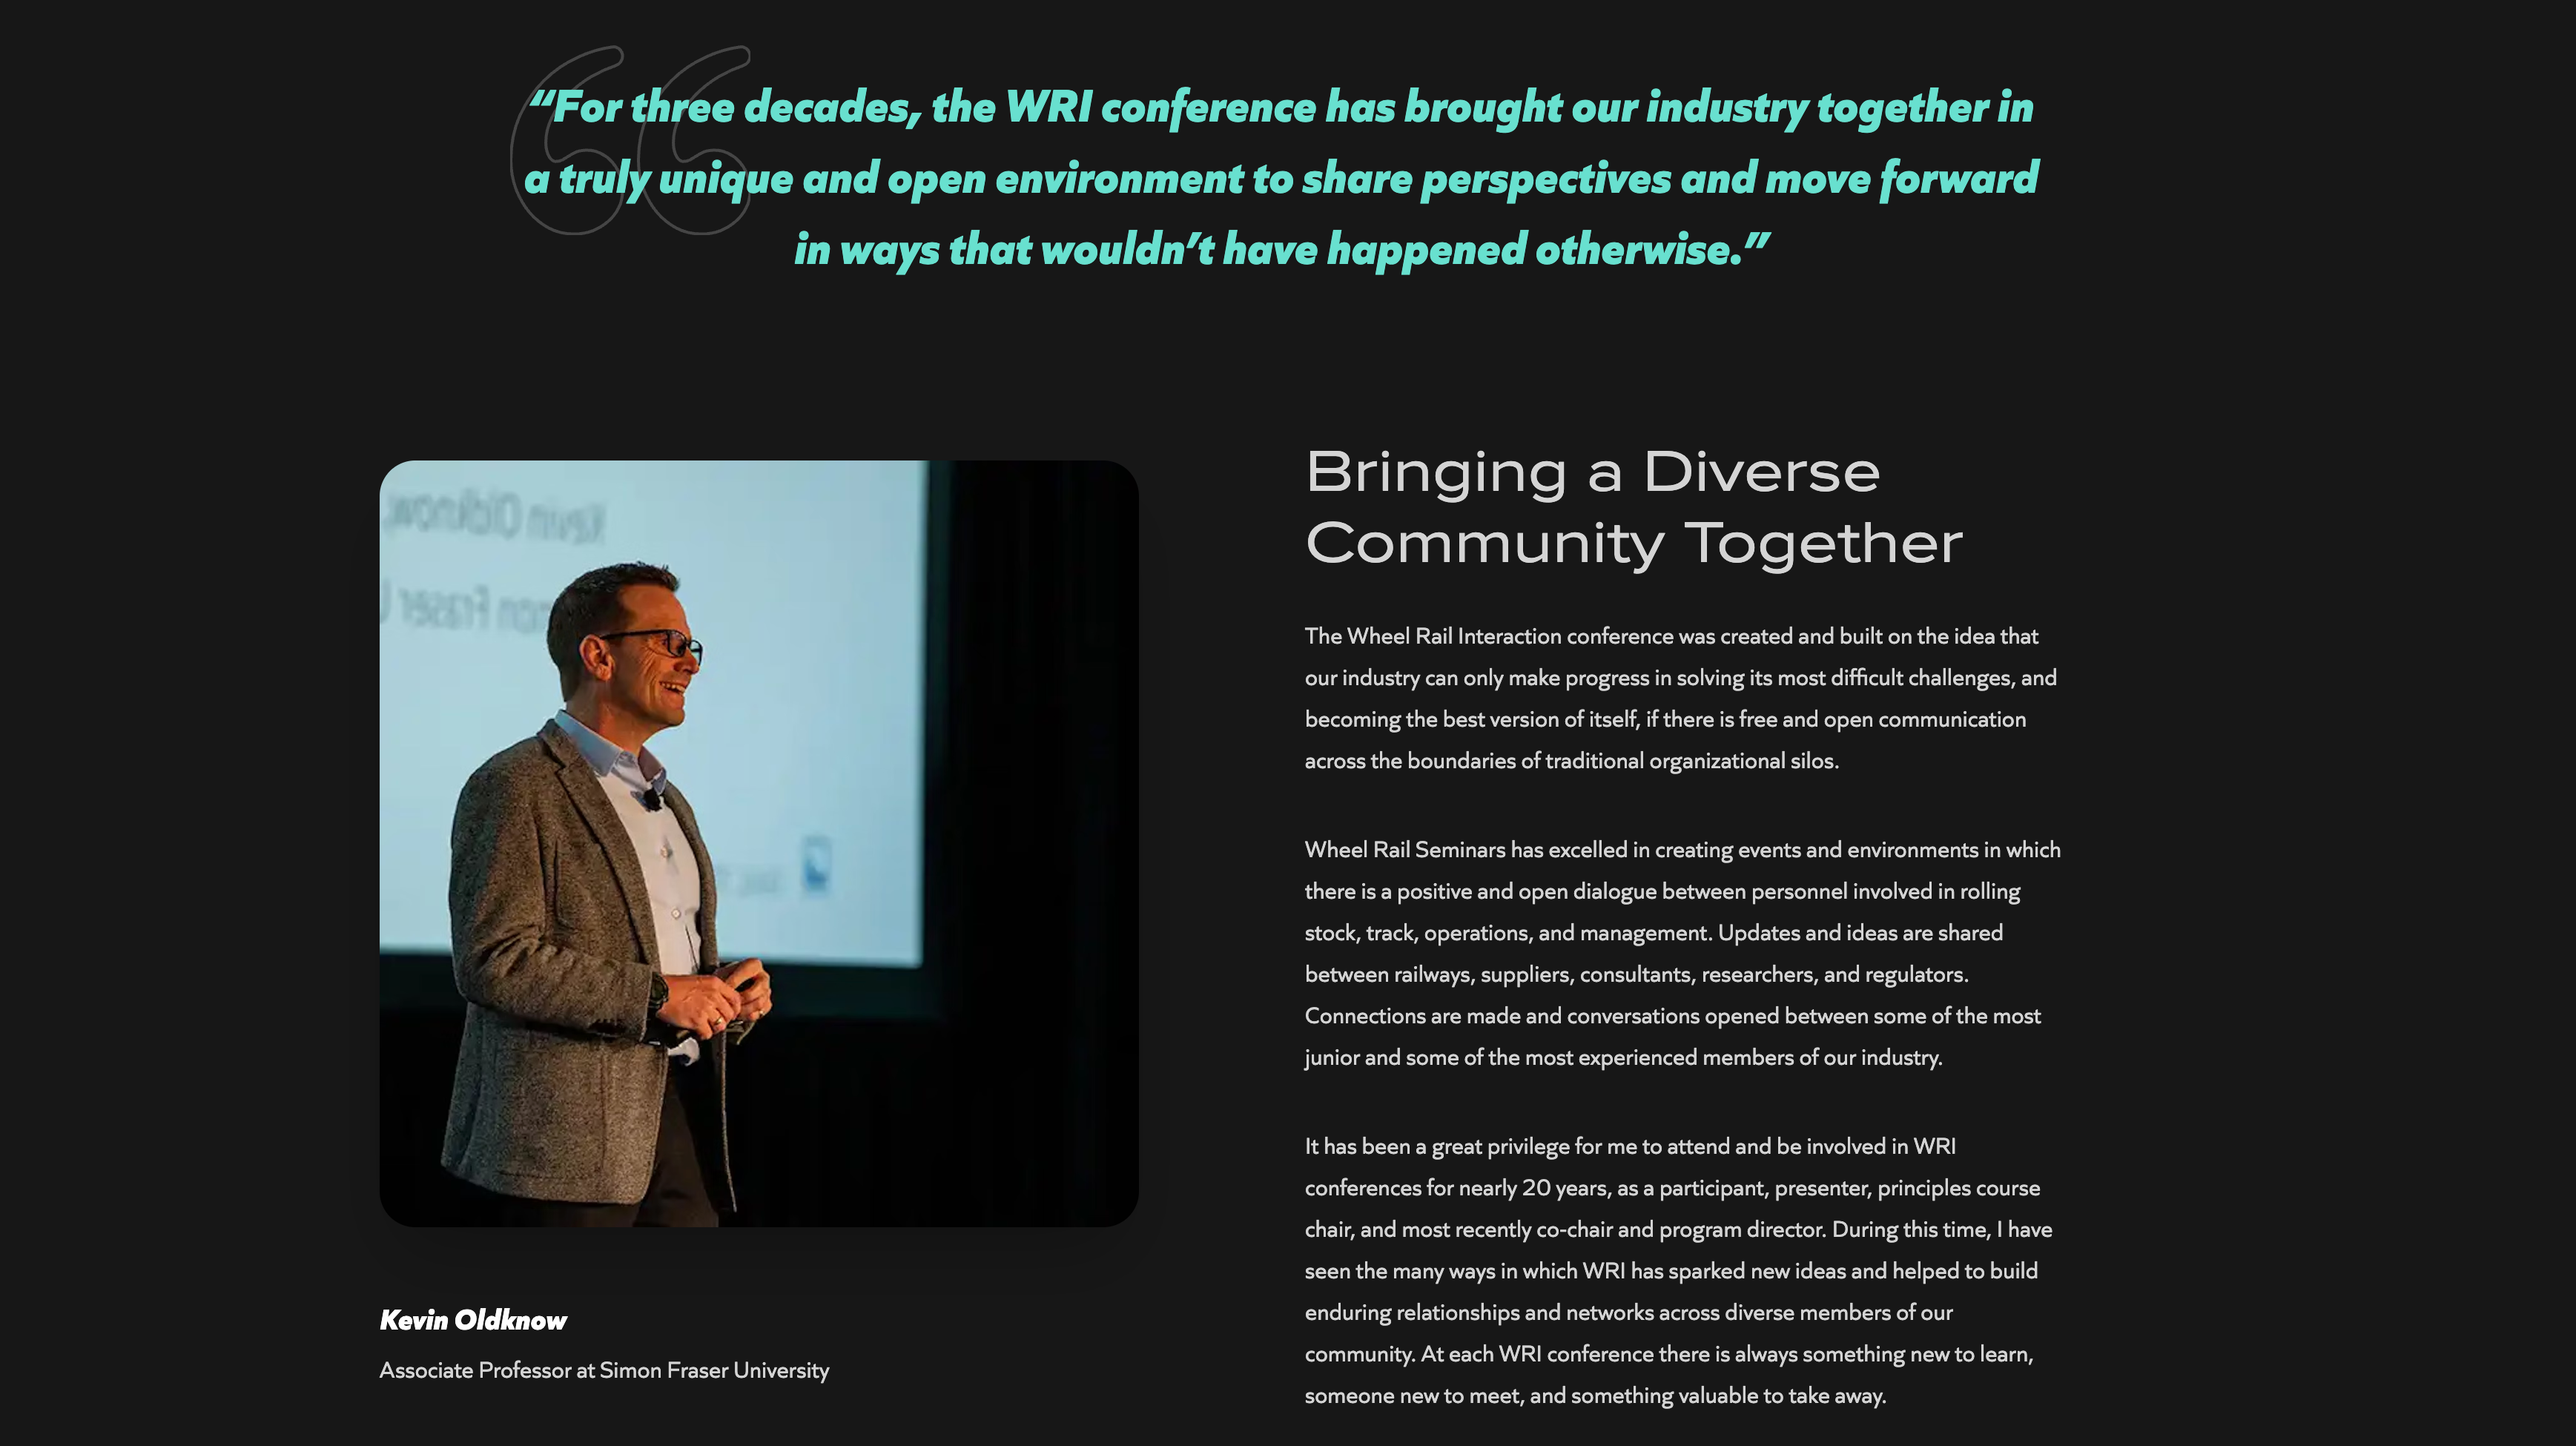 “For three decades, the WRI conference has brought our industry together in
a truly unique and open environment to share perspectives and move forward
in ways that wouldn’t have happened otherwise.”
Kevin Oldknow,
Fraser
Kevin Oldknow
Associate Professor at Simon Fraser University
Bringing a Diverse
Community Together
The Wheel Rail Interaction conference was created and built on the idea that
our industry can only make progress in solving its most difficult challenges, and
becoming the best version of itself, if there is free and open communication
across the boundaries of traditional organizational silos.
Wheel Rail Seminars has excelled in creating events and environments in which
there is a positive and open dialogue between personnel involved in rolling
stock, track, operations, and management. Updates and ideas are shared
between railways, suppliers, consultants, researchers, and regulators.
Connections are made and conversations opened between some of the most
junior and some of the most experienced members of our industry.
It has been a great privilege for me to attend and be involved in WRI
conferences for nearly 20 years, as a participant, presenter, principles course
chair, and most recently co-chair and program director. During this time, I have
seen the many ways in which WRI has sparked new ideas and helped to build
enduring relationships and networks across diverse members of our
community. At each WRI conference there is always something new to learn,
someone new to meet, and something valuable to take away.